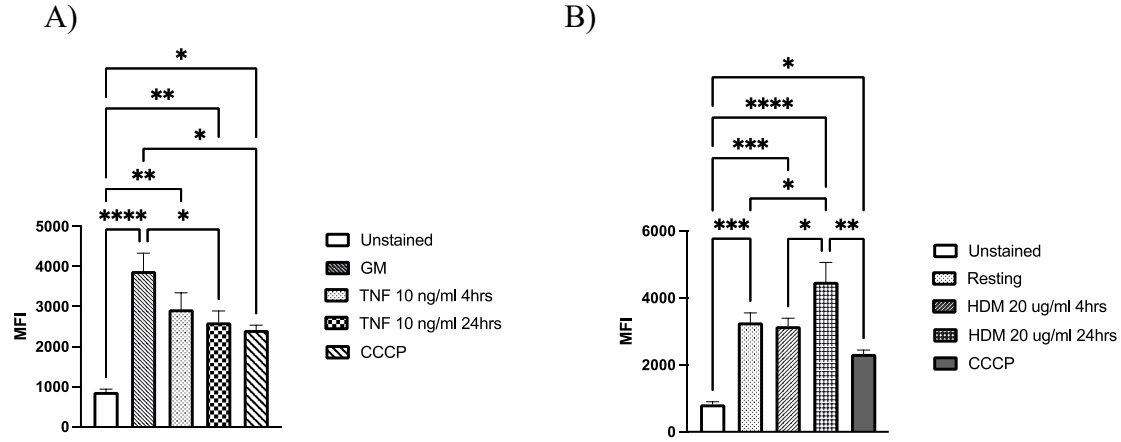 A)
B)
*
**
*
**
**** *
5000
4000
3000
2000
1000
0
MFI
Unstained
GM
TNF 10 ng/ml 4hrs
TNF 10 ng/ml 24hrs
CCCP
*
****
***
*
*** * **
6000
4000
2000
0
MFI
Unstained
Resting
HDM 20 ug/ml 4hrs
HDM 20 ug/ml 24hrs
CCCP